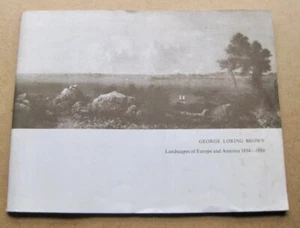 GEORGE LORING BROWN
Landscapes of Europe and America 1834-1880